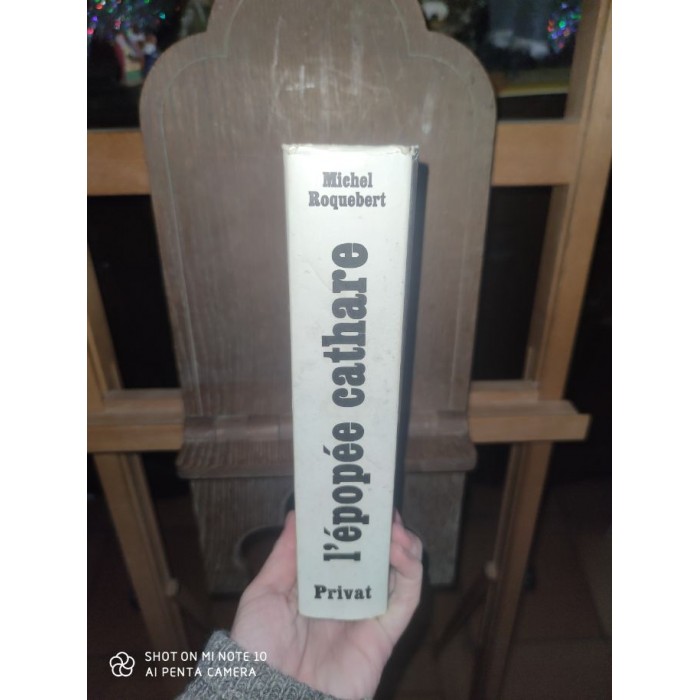 Michel
Roquebert
l'épopée cathare
Privat
SHOT ON MI NOTE 10
AI PENTA CAMERA